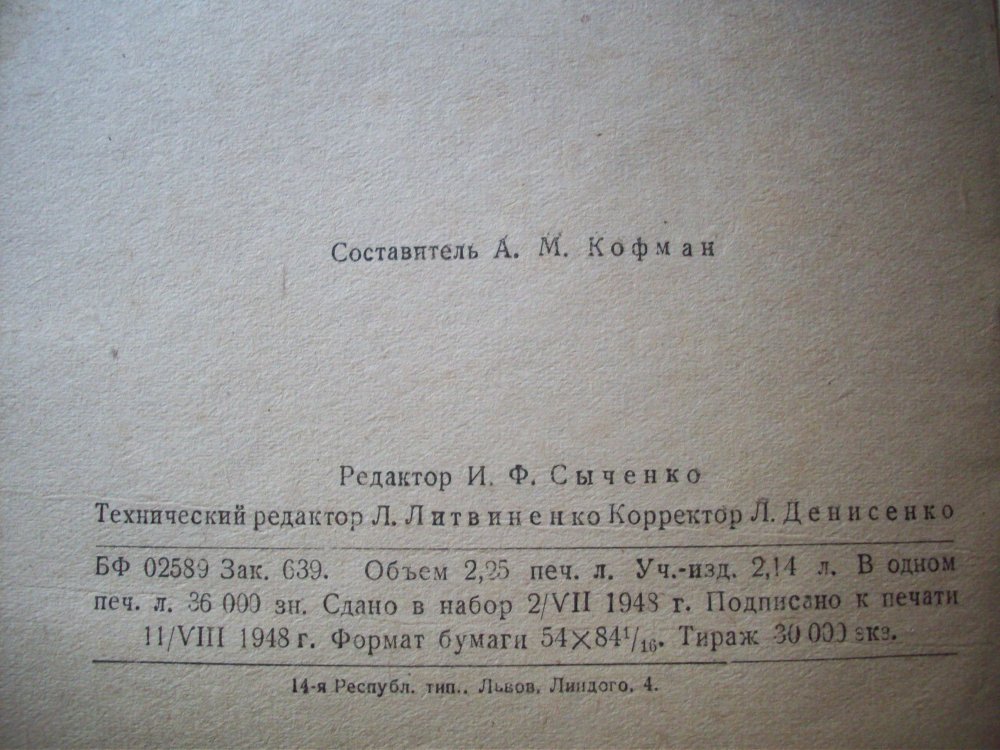 Составитель А. М. Кофман
Редактор И. Ф. Сыченко
Технический редактор Л. Литвиненко Корректор Л. Денисенко
БФ 02589 Зак. 639. Объем 2,25 печ. л. Уч.-изд. 2,14 л. В одном
печ. л. 36 000 зн. Сдано в набор 2/VII 1948 г. Подписано к печати
11/VIII 1948 г. Формат бумаги 54×84¹/₁₆. Тираж 30 000 экз.
14-я Республ. тип., Львов, Линдого, 4.